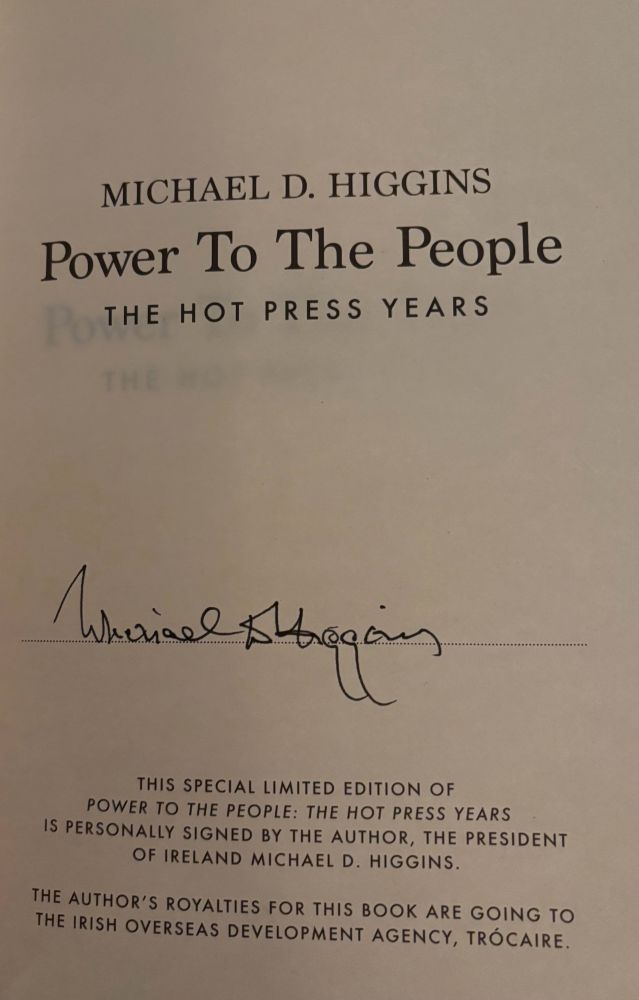 MICHAEL D. HIGGINS
Power To The People
THE HOT PRESS YEARS
Michael D Higgins
THIS SPECIAL LIMITED EDITION OF
POWER TO THE PEOPLE: THE HOT PRESS YEARS
IS PERSONALLY SIGNED BY THE AUTHOR, THE PRESIDENT
OF IRELAND MICHAEL D. HIGGINS.
THE AUTHOR'S ROYALTIES FOR THIS BOOK ARE GOING TO
THE IRISH OVERSEAS DEVELOPMENT AGENCY, TRÓCAIRE.